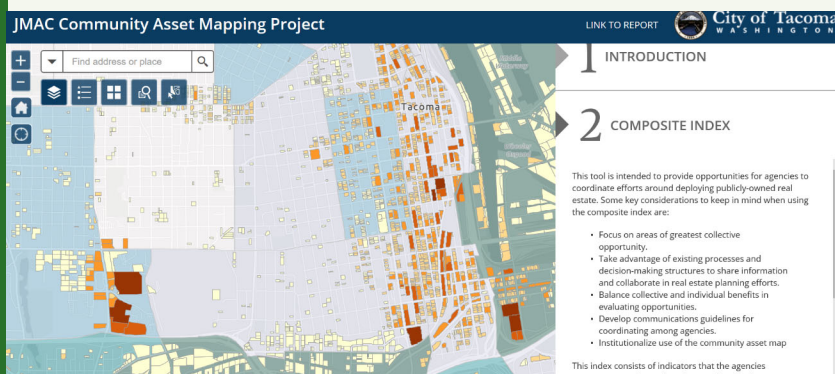 JMAC Community Asset Mapping Project
LINK TO REPORT
City of Tacoma
WASHINGTON
Find address or place
Tacoma
1 INTRODUCTION
2 COMPOSITE INDEX
This tool is intended to provide opportunities for agencies to
coordinate efforts around deploying publicly-owned real
estate. Some key considerations to keep in mind when using
the composite index are:
• Focus on areas of greatest collective
opportunity.
• Take advantage of existing processes and
decision-making structures to share information
and collaborate in real estate planning efforts.
• Balance collective and individual benefits in
evaluating opportunities.
• Develop communications guidelines for
coordinating among agencies.
• Institutionalize use of the community asset map
This index consists of indicators that the agencies